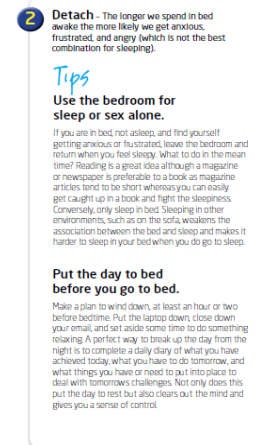 2
Detach – The longer we spend in bed
awake the more likely we get anxious,
frustrated, and angry (which is not the best
combination for sleeping).
Tips
Use the bedroom for
sleep or sex alone.
If you are in bed, not asleep, and find yourself
getting anxious or frustrated, leave the bedroom and
return when you feel sleepy. What to do in the mean
time? Reading is a great idea although a magazine
or newspaper is preferable to a book as magazine
articles tend to be short whereas you can easily
get caught up in a book and fight the sleepiness.
Conversely, only sleep in bed. Sleeping in other
environments, such as on the sofa, weakens the
association between the bed and sleep and makes it
harder to sleep in your bed when you do go to sleep.
Put the day to bed
before you go to bed.
Make a plan to wind down, at least an hour or two
before bedtime. Put the laptop down, close down
your email, and set aside some time to do something
relaxing. A perfect way to break up the day from the
night is to complete a daily diary of what you have
achieved today, what you have to do tomorrow, and
what things you have or need to put into place to
deal with tomorrows challenges. Not only does this
put the day to rest but also clears out the mind and
gives you a sense of control.